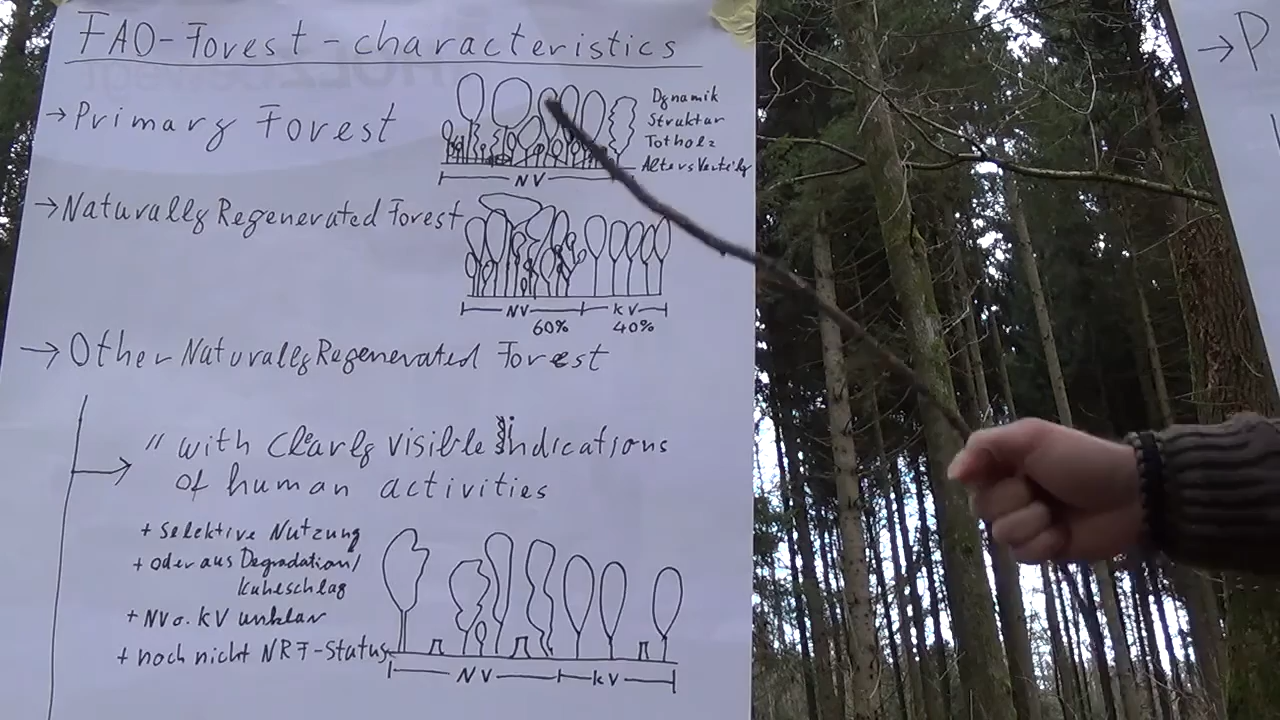 FAO-Forest-characteristics
→ Primary Forest
Dynamik
Struktur
Totholz
Altersverteilg
NV
→ Naturally Regenerated Forest
NV kV
60% 40%
→ Other Naturally Regenerated Forest
→ " with clearly visible indications
of human activities
+ selektive Nutzung
+ oder aus Degradation/
Kahlschlag
+ NV o. kV unklar
+ noch nicht NRF-Status
NV kV
→ P